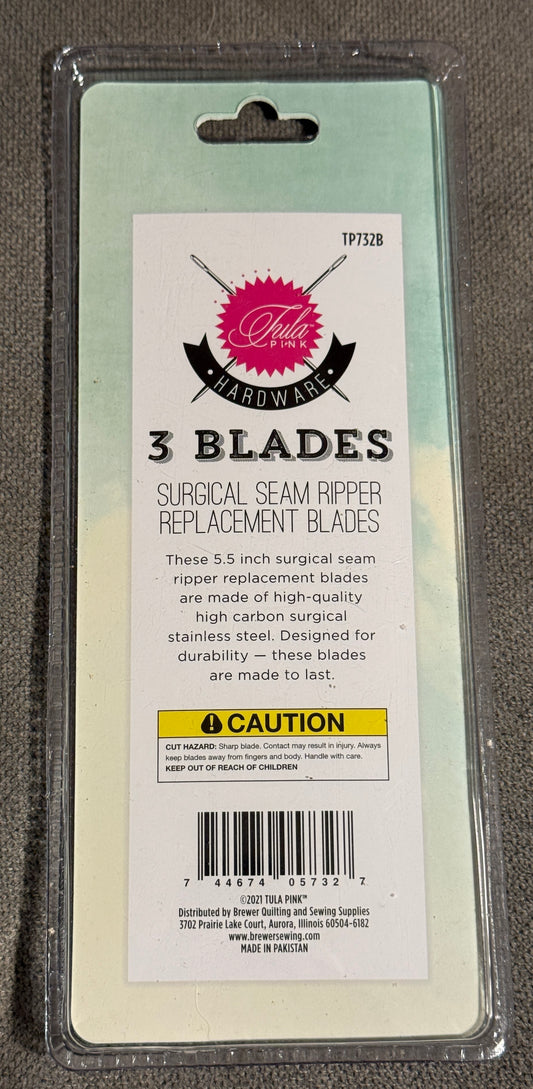 TP732B
Tula™
PINK
• HARDWARE •
3 BLADES
SURGICAL SEAM RIPPER
REPLACEMENT BLADES
These 5.5 inch surgical seam
ripper replacement blades
are made of high-quality
high carbon surgical
stainless steel. Designed for
durability — these blades
are made to last.
CAUTION
CUT HAZARD: Sharp blade. Contact may result in injury. Always
keep blades away from fingers and body. Handle with care.
KEEP OUT OF REACH OF CHILDREN
7 44674 05732 7
©2021 TULA PINK™
Distributed by Brewer Quilting and Sewing Supplies
3702 Prairie Lake Court, Aurora, Illinois 60504-6182
www.brewersewing.com
MADE IN PAKISTAN